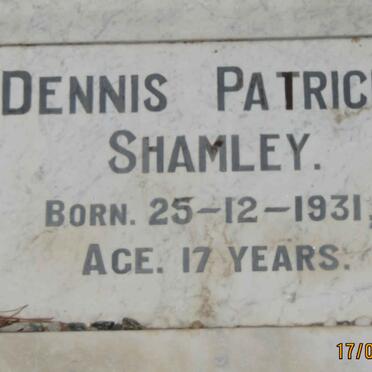 DENNIS PATRIC
SHAMLEY.
BORN. 25-12-1931,
AGE. 17 YEARS.
17/0